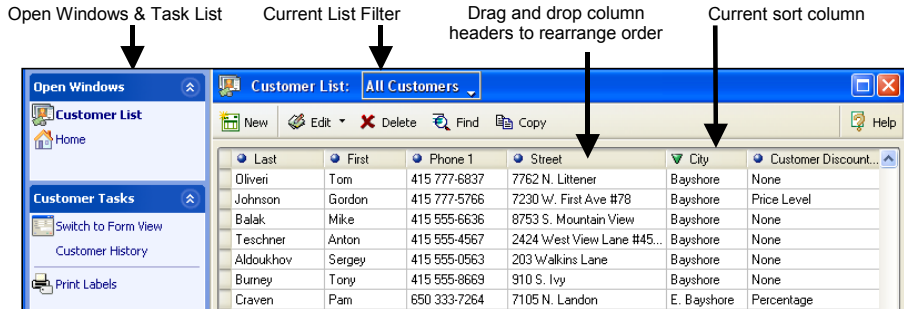 Open Windows & Task List
Current List Filter
Drag and drop column
headers to rearrange order
Current sort column
Open Windows
Customer List
Home
Customer Tasks
Switch to Form View
Customer History
Print Labels
Customer List: All Customers
New Edit Delete Find Copy Help
Last First Phone 1 Street City Customer Discount...
Oliveri Tom 415 777-6837 7762 N. Littener Bayshore None
Johnson Gordon 415 777-5766 7230 W. First Ave #78 Bayshore Price Level
Balak Mike 415 555-6636 8753 S. Mountain View Bayshore None
Teschner Anton 415 555-4567 2424 West View Lane #45... Bayshore None
Aldoukhov Sergey 415 555-0563 203 Walkins Lane Bayshore None
Burney Tony 415 555-8669 910 S. Ivy Bayshore None
Craven Pam 650 333-7264 7105 N. Landon E. Bayshore Percentage